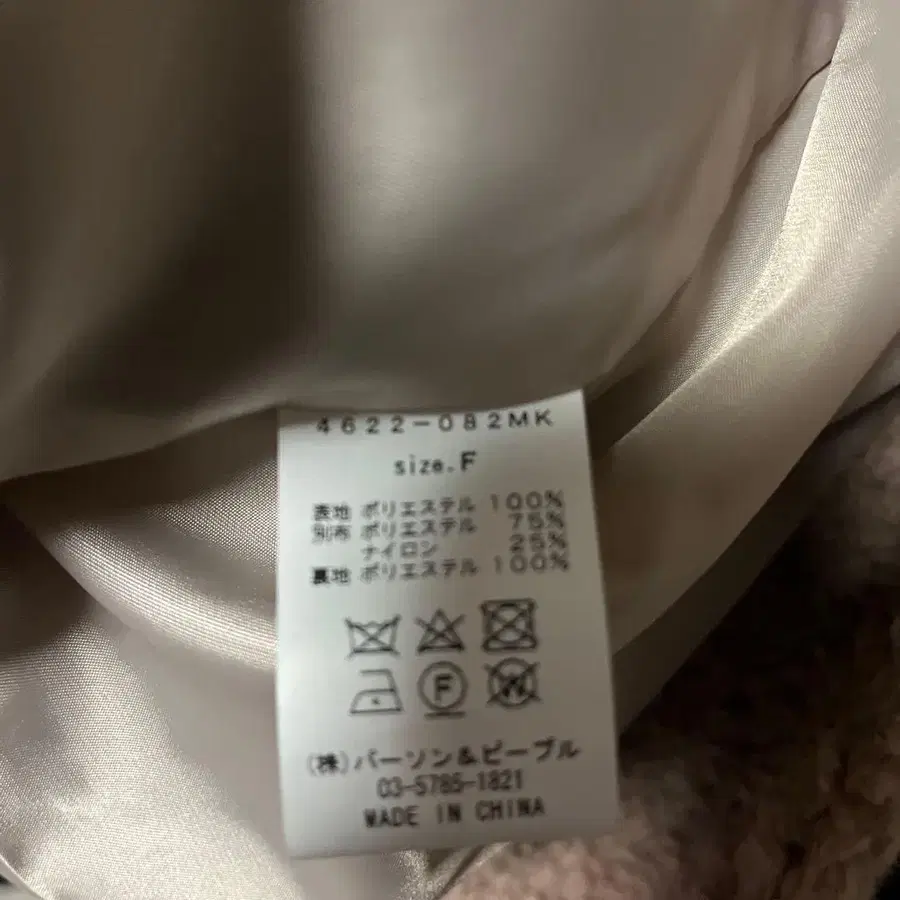 4622-082MK
size.F
表地 ポリエステル 100%
別布 ポリエステル 75%
ナイロン 25%
裏地 ポリエステル 100%
F W
(株)パーソン&ピープル
03-5785-1821
MADE IN CHINA